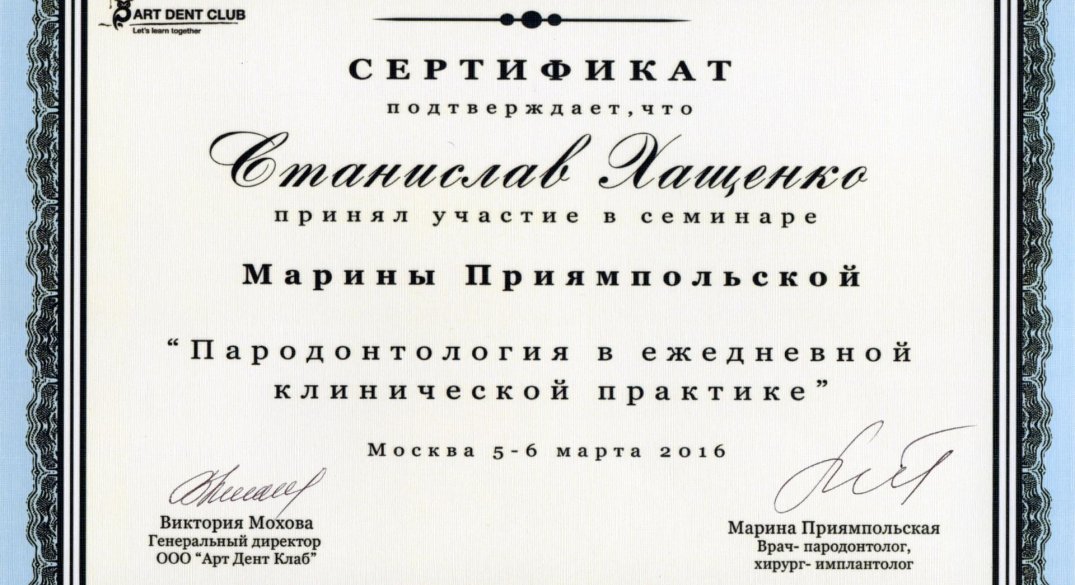 ART DENT CLUB
Let's learn together
СЕРТИФИКАТ
подтверждает,что
Станислав Хащенко
принял участие в семинаре
Марины Приямпольской
“Пародонтология в ежедневной
клинической практике”
Москва 5-6 марта 2016
Виктория Мохова
Генеральный директор
ООО “Арт Дент Клаб”
Марина Приямпольская
Врач- пародонтолог,
хирург- имплантолог